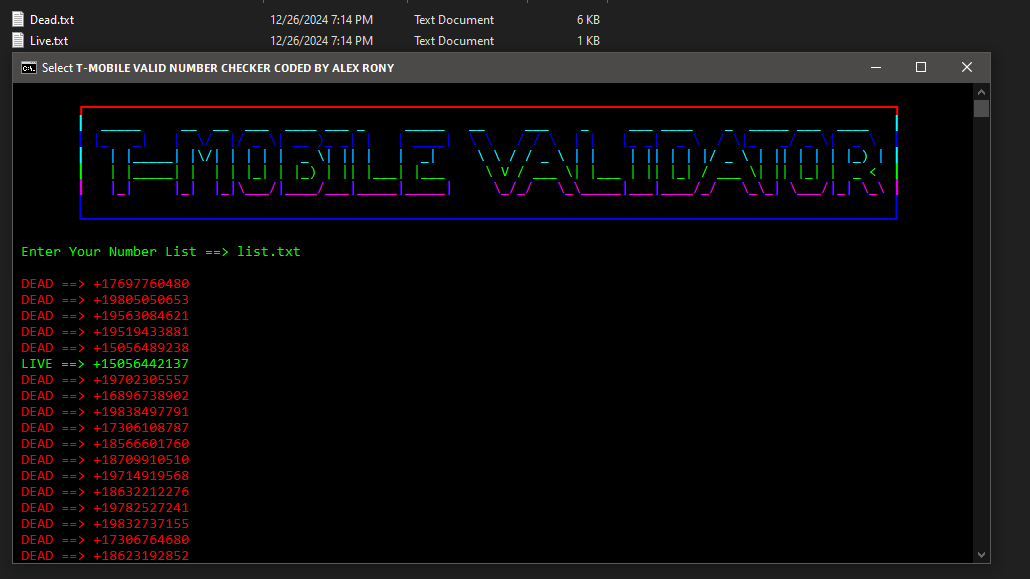 Dead.txt 12/26/2024 7:14 PM Text Document 6 KB
Live.txt 12/26/2024 7:14 PM Text Document 1 KB
Select T-MOBILE VALID NUMBER CHECKER CODED BY ALEX RONY
T-MOBILE VALIDATOR
Enter Your Number List ==> list.txt
DEAD ==> +17697760480
DEAD ==> +19805050653
DEAD ==> +19563084621
DEAD ==> +19519433881
DEAD ==> +15056489238
LIVE ==> +15056442137
DEAD ==> +19702305557
DEAD ==> +16896738902
DEAD ==> +19838497791
DEAD ==> +17306108787
DEAD ==> +18566601760
DEAD ==> +18709910510
DEAD ==> +19714919568
DEAD ==> +18632212276
DEAD ==> +19782527241
DEAD ==> +19832737155
DEAD ==> +17306764680
DEAD ==> +18623192852